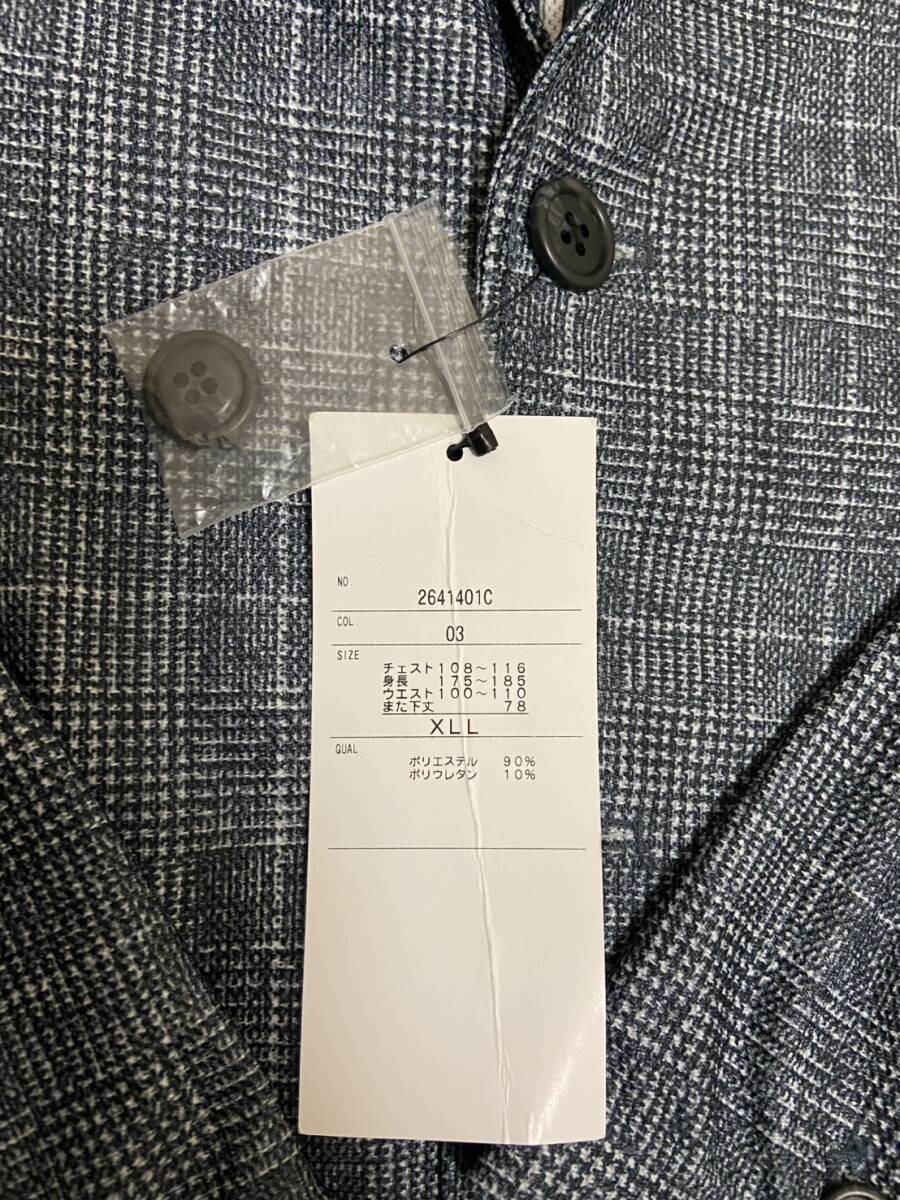 NO.
2641401C
COL
03
SIZE
チェスト108～116
身長 175～185
ウエスト100～110
また下丈 78
XLL
QUAL
ポリエステル 90%
ポリウレタン 10%